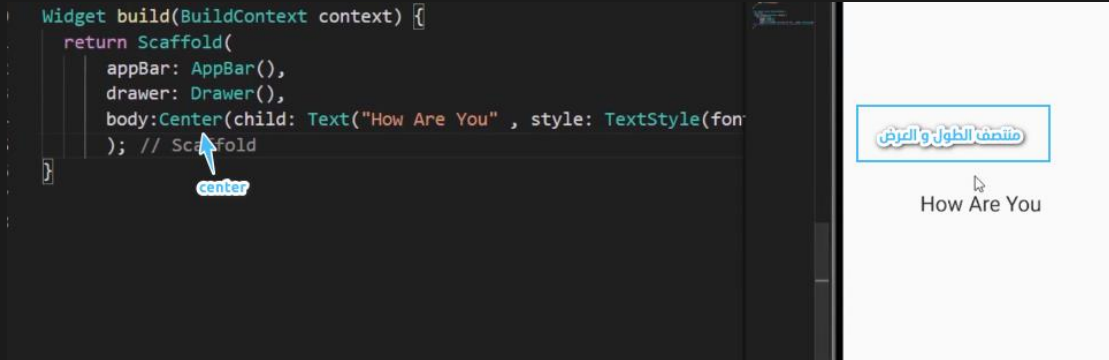 Widget build(BuildContext context) {
return Scaffold(
appBar: AppBar(),
drawer: Drawer(),
body:Center(child: Text("How Are You" , style: TextStyle(fon
); // Scaffold
}
center
منتصف الطول و العرض
How Are You